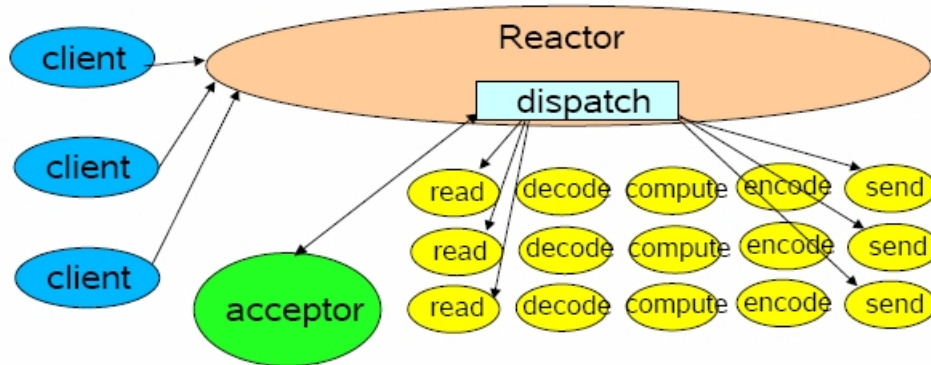 Reactor
client
dispatch
client
read decode compute encode send
read decode compute encode send
client
acceptor
read decode compute encode send